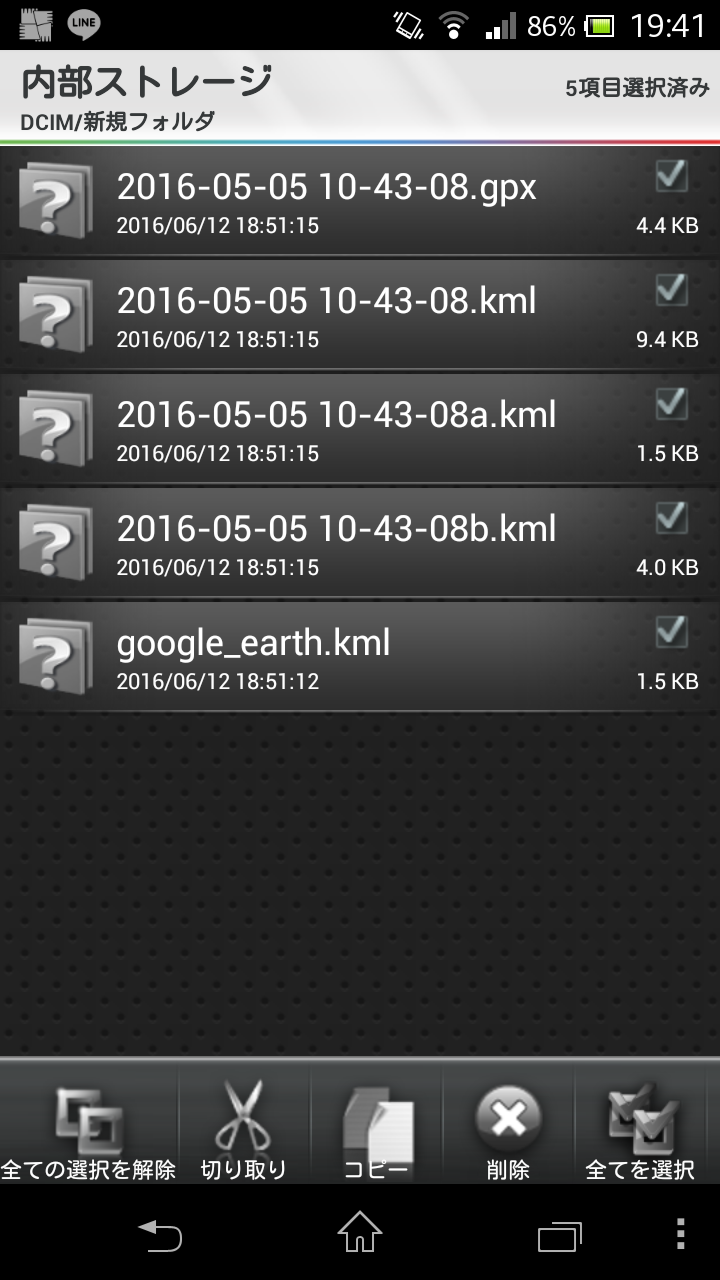 LINE 86% 19:41
内部ストレージ
5項目選択済み
DCIM/新規フォルダ
2016-05-05 10-43-08.gpx
2016/06/12 18:51:15 4.4 KB
2016-05-05 10-43-08.kml
2016/06/12 18:51:15 9.4 KB
2016-05-05 10-43-08a.kml
2016/06/12 18:51:15 1.5 KB
2016-05-05 10-43-08b.kml
2016/06/12 18:51:15 4.0 KB
google_earth.kml
2016/06/12 18:51:12 1.5 KB
全ての選択を解除 切り取り コピー 削除 全てを選択